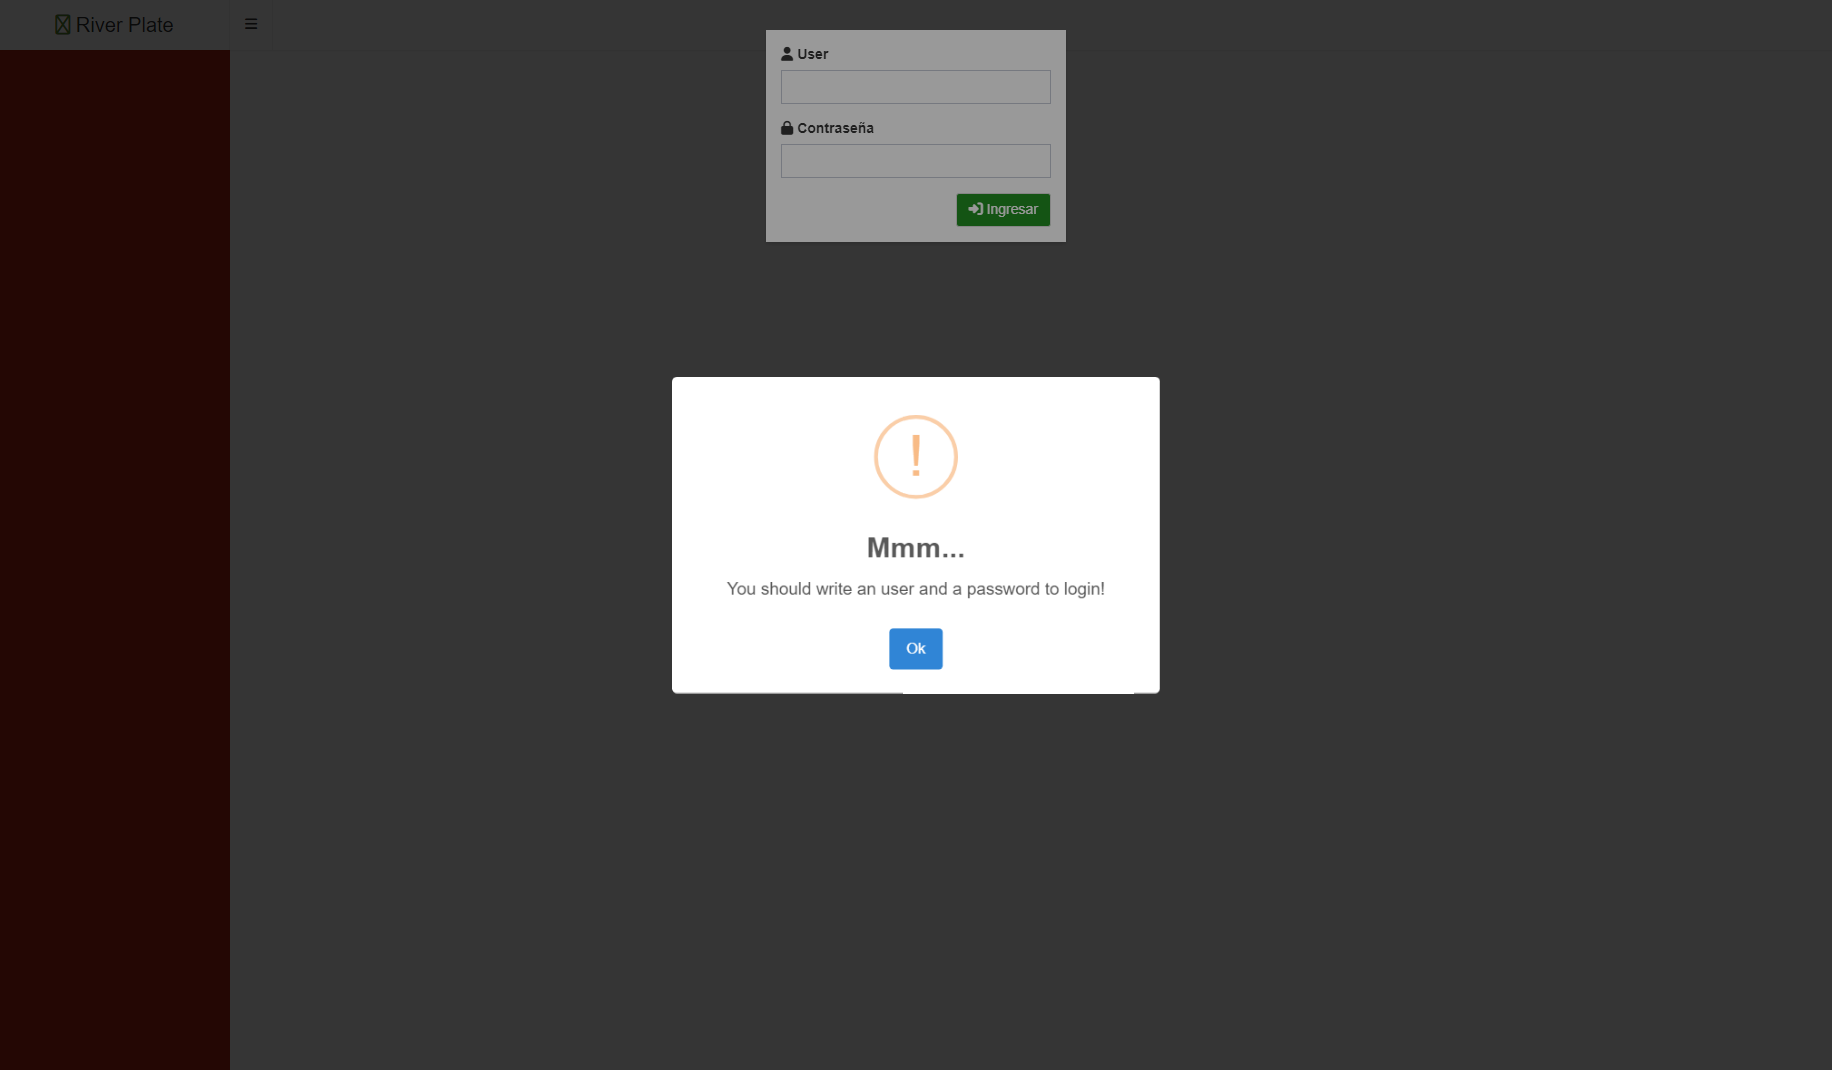 River Plate
User
Contraseña
Ingresar
!
Mmm...
You should write an user and a password to login!
Ok